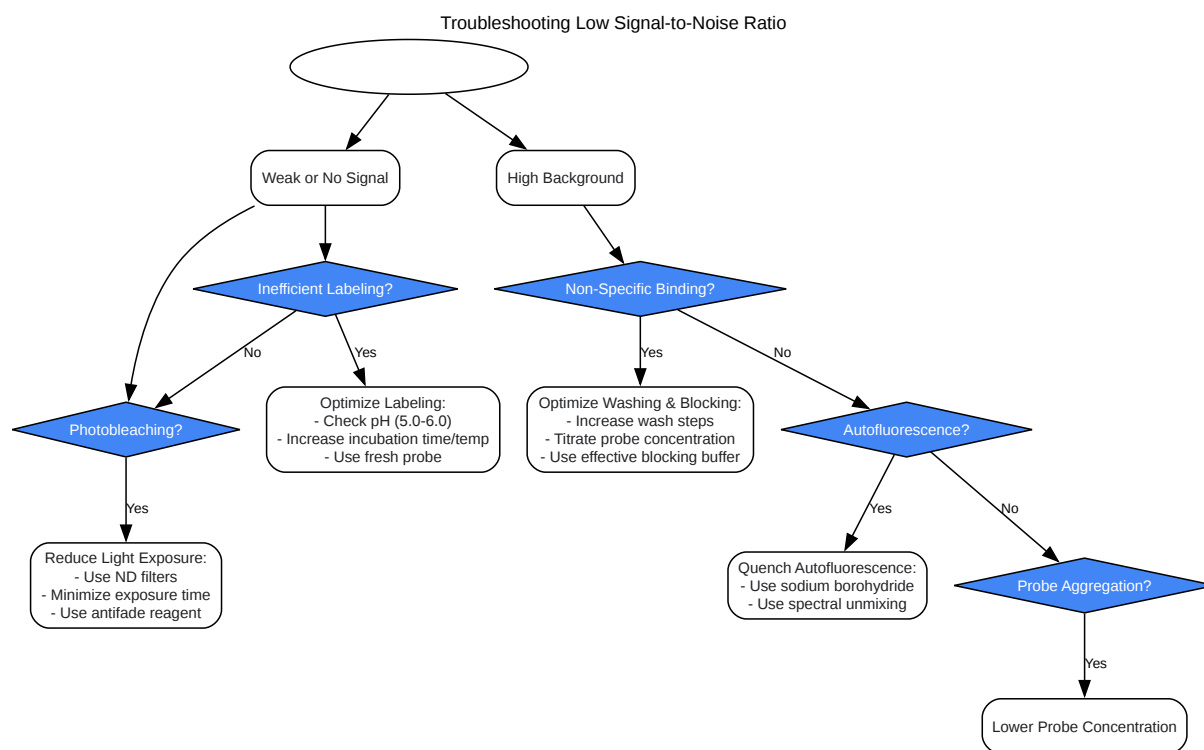 Troubleshooting Low Signal-to-Noise Ratio
Weak or No Signal
High Background
Inefficient Labeling?
Non-Specific Binding?
No
Yes
Yes
No
Optimize Labeling:
- Check pH (5.0-6.0)
- Increase incubation time/temp
- Use fresh probe
Optimize Washing & Blocking:
- Increase wash steps
- Titrate probe concentration
- Use effective blocking buffer
Photobleaching?
Autofluorescence?
Yes
Yes
No
Reduce Light Exposure:
- Use ND filters
- Minimize exposure time
- Use antifade reagent
Quench Autofluorescence:
- Use sodium borohydride
- Use spectral unmixing
Probe Aggregation?
Yes
Lower Probe Concentration